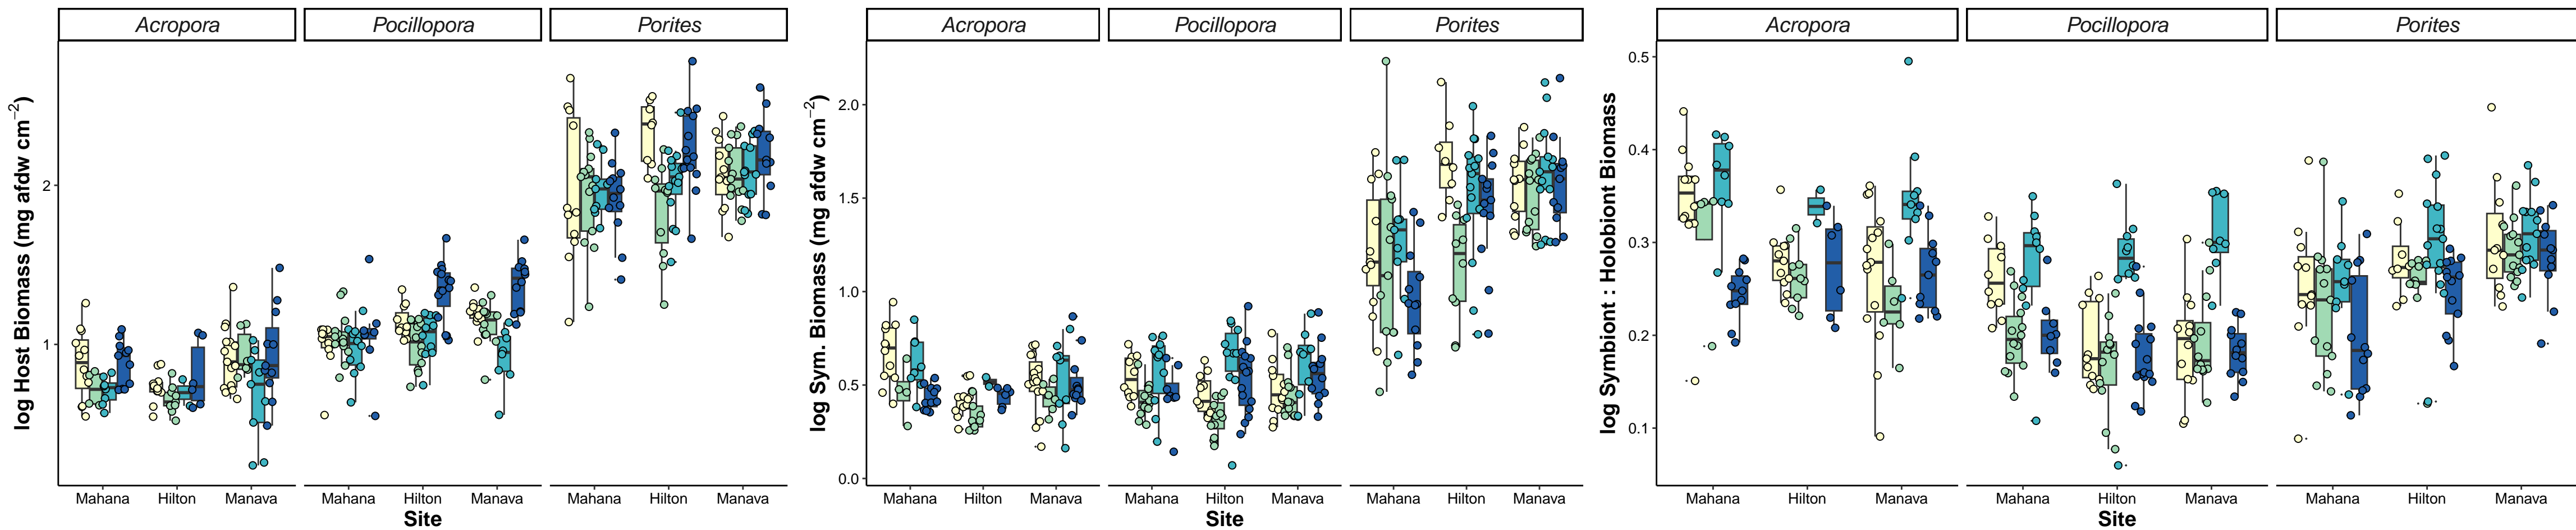 Acropora Pocillopora Porites
log Host Biomass (mg afdw cm⁻²)
2
1
Mahana Hilton Manava Mahana Hilton Manava Mahana Hilton Manava
Site
Acropora Pocillopora Porites
log Sym. Biomass (mg afdw cm⁻²)
2.0
1.5
1.0
0.5
0.0
Mahana Hilton Manava Mahana Hilton Manava Mahana Hilton Manava
Site
Acropora Pocillopora Porites
log Symbiont : Holobiont Biomass
0.5
0.4
0.3
0.2
0.1
Mahana Hilton Manava Mahana Hilton Manava Mahana Hilton Manava
Site